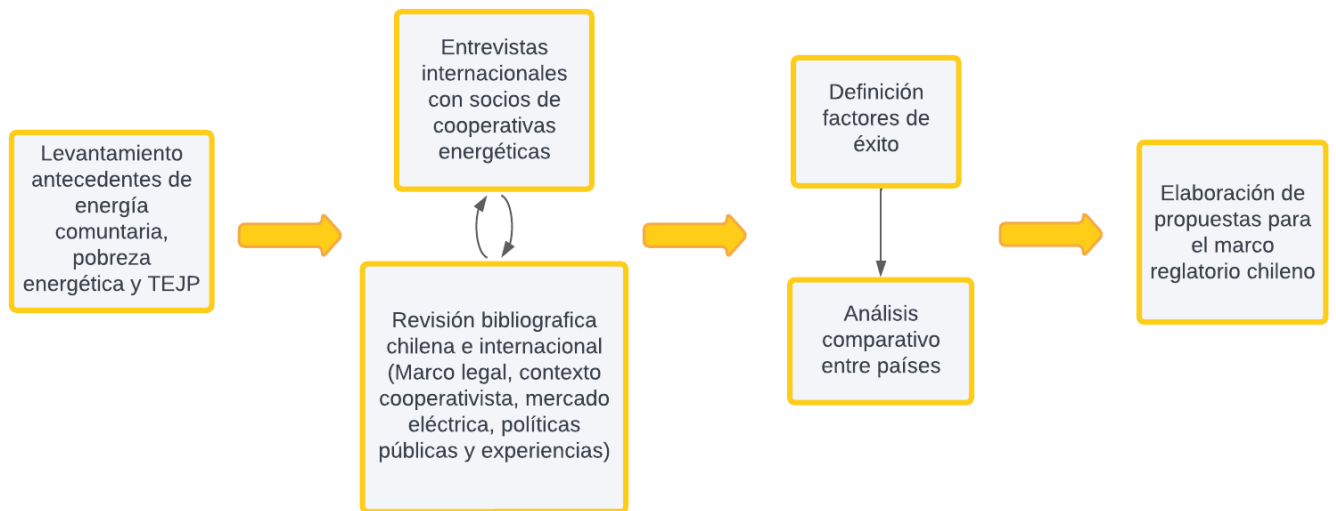 Levantamiento
antecedentes de
energía
comuntaria,
pobreza
energética y TEJP
Entrevistas
internacionales
con socios de
cooperativas
energéticas
Revisión bibliografica
chilena e internacional
(Marco legal, contexto
cooperativista, mercado
eléctrica, políticas
públicas y experiencias)
Definición
factores de
éxito
Análisis
comparativo
entre países
Elaboración de
propuestas para
el marco
reglatorio chileno